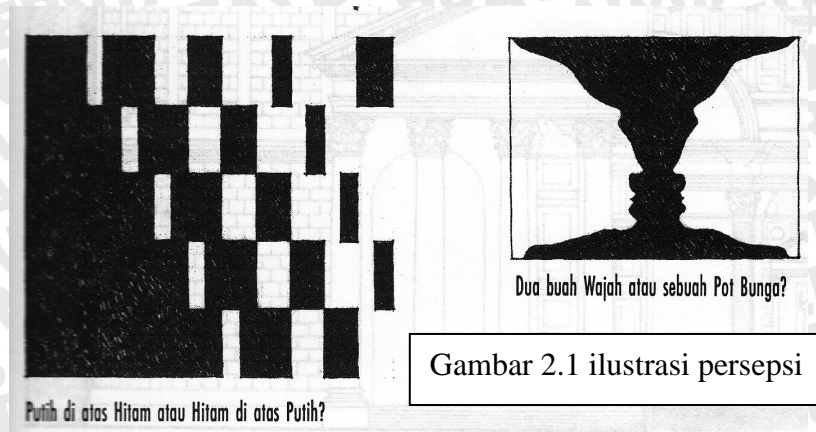 Dua buah Wajah atau sebuah Pot Bunga?
Gambar 2.1 ilustrasi persepsi
Putih di atas Hitam atau Hitam di atas Putih?